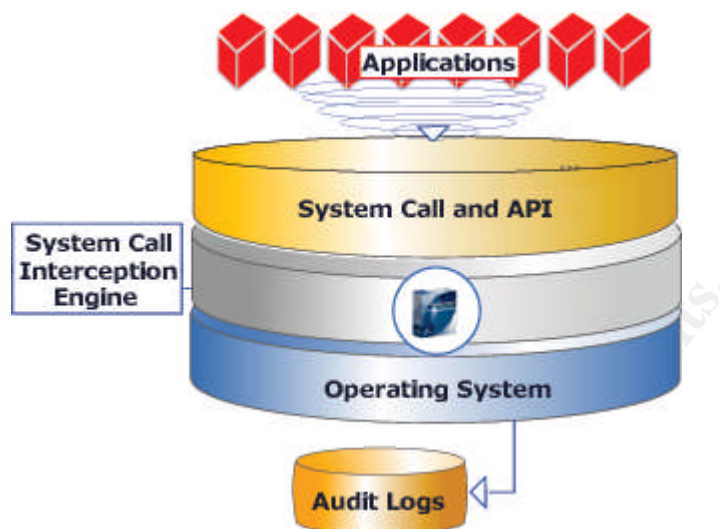 Applications
System Call and API
System Call
Interception
Engine
Operating System
Audit Logs